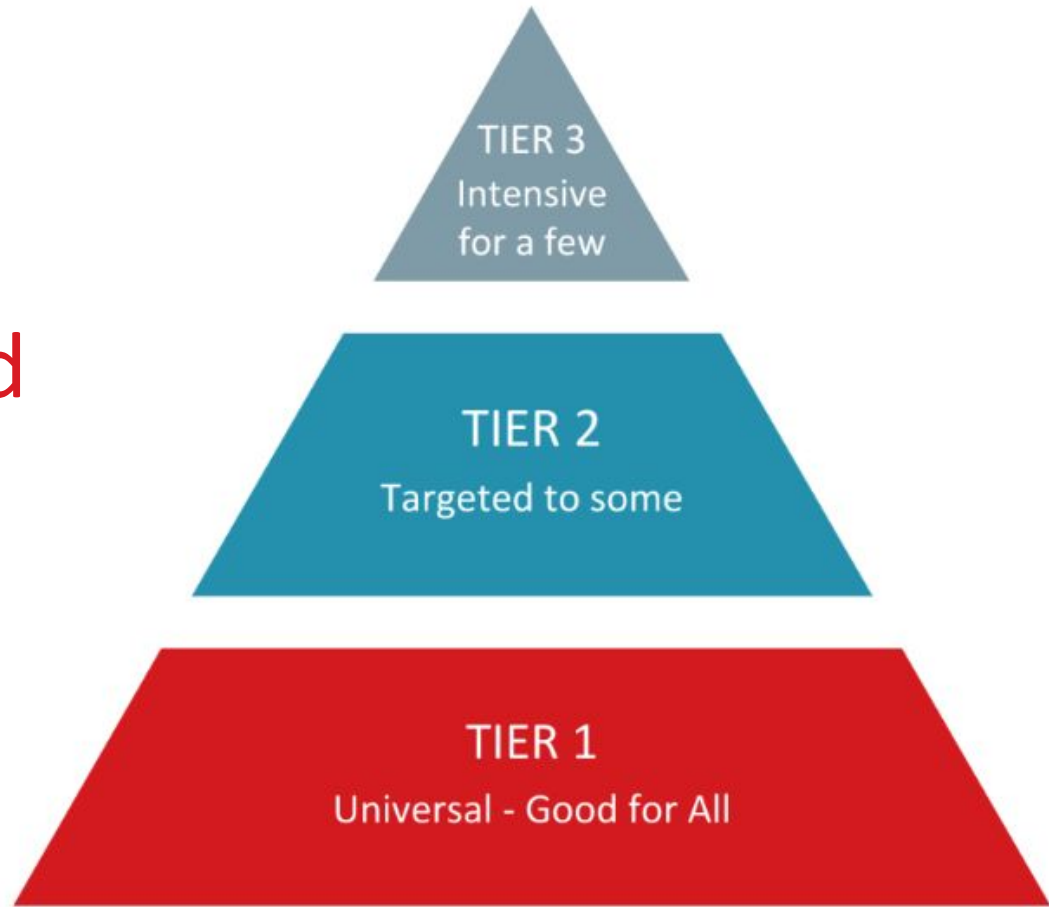 TIER 3
Intensive
for a few
d
TIER 2
Targeted to some
TIER 1
Universal - Good for All